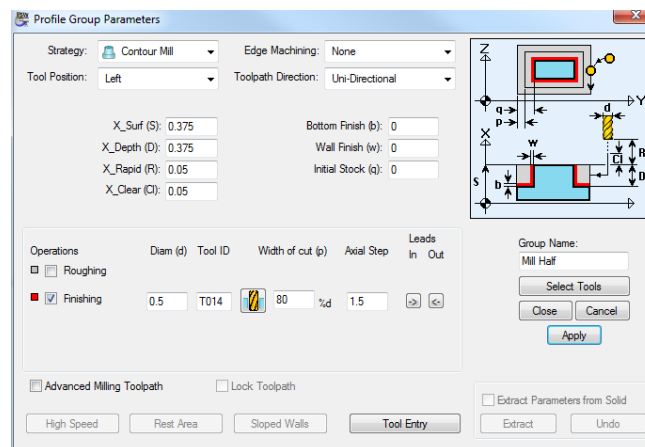 Profile Group Parameters
Strategy: Contour Mill Edge Machining: None
Tool Position: Left Toolpath Direction: Uni-Directional
X_Surf (S): 0.375 Bottom Finish (b): 0
X_Depth (D): 0.375 Wall Finish (w): 0
X_Rapid (R): 0.05 Initial Stock (q): 0
X_Clear (Cl): 0.05
Z
Y
q
p
d
X
w
Cl
R
D
S
b
Operations Diam (d) Tool ID Width of cut (p) Axial Step Leads In Out
Roughing
Finishing 0.5 T014 80 %d 1.5 -> <-
Group Name:
Mill Half
Select Tools
Close Cancel
Apply
Advanced Milling Toolpath Lock Toolpath
High Speed Rest Area Sloped Walls Tool Entry
Extract Parameters from Solid
Extract Undo